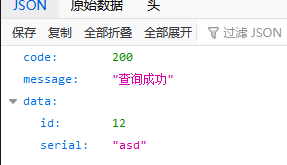 JSON 原始数据 头
保存 复制 全部折叠 全部展开 过滤 JSON
code: 200
message: "查询成功"
data:
id: 12
serial: "asd"